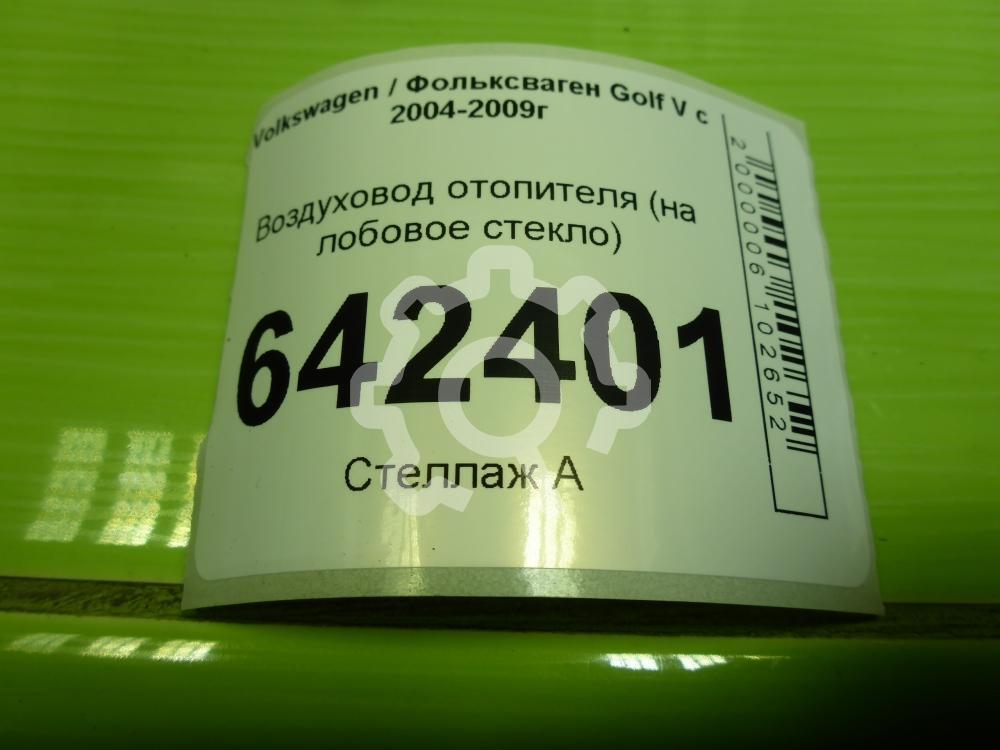 Volkswagen / Фольксваген Golf V с
2004-2009г
Воздуховод отопителя (на
лобовое стекло)
642401
Стеллаж А
2000006102652